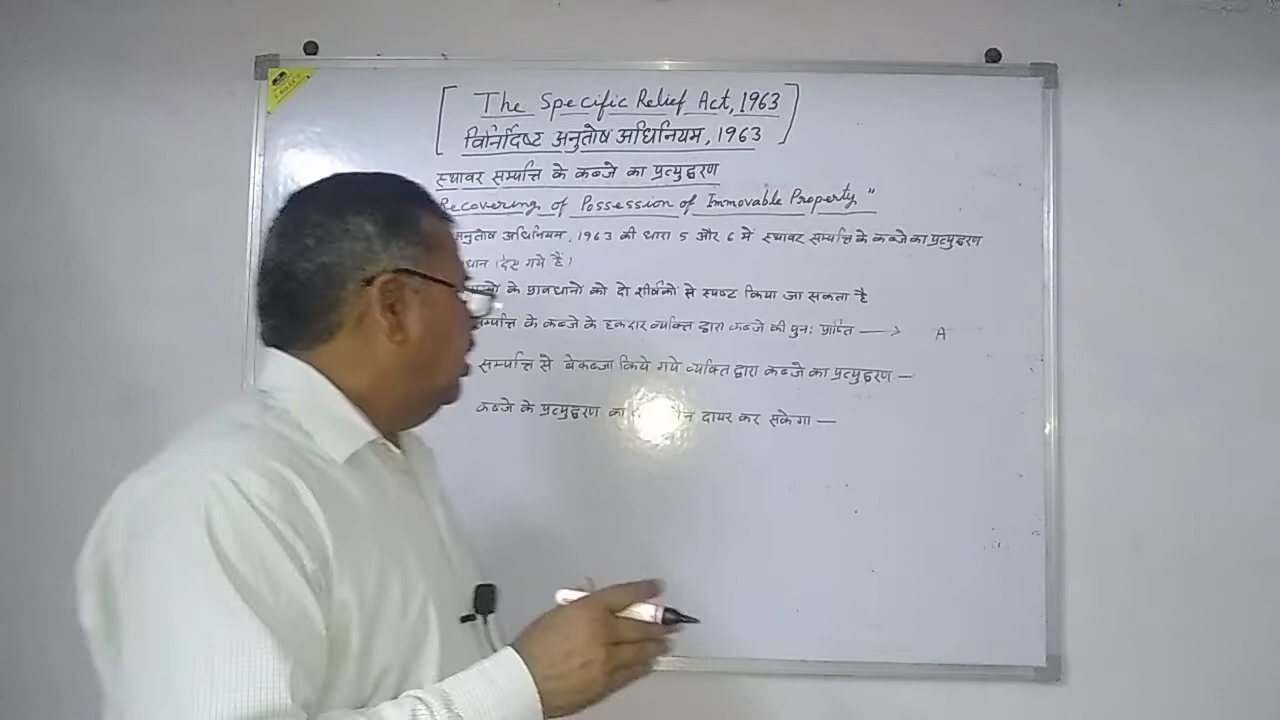 The Specific Relief Act, 1963
विनिर्दिष्ट अनुतोष अधिनियम, 1963
स्थावर सम्पत्ति के कब्जे का प्रत्युद्धरण
Recovering of Possession of Immovable Property"
अनुतोष अधिनियम, 1963 की धारा 5 और 6 में स्थावर सम्पत्ति के कब्जे का प्रत्युद्धरण
दिए गये हैं।
के प्रावधानों को दो शीर्षकों से स्पष्ट किया जा सकता है
सम्पत्ति के कब्जे के हकदार व्यक्ति द्वारा कब्जे की पुनः प्राप्ति → A
सम्पत्ति से बेकब्जा किये गये व्यक्ति द्वारा कब्जे का प्रत्युद्धरण —
कब्जे के प्रत्युद्धरण का दायर कर सकेगा —